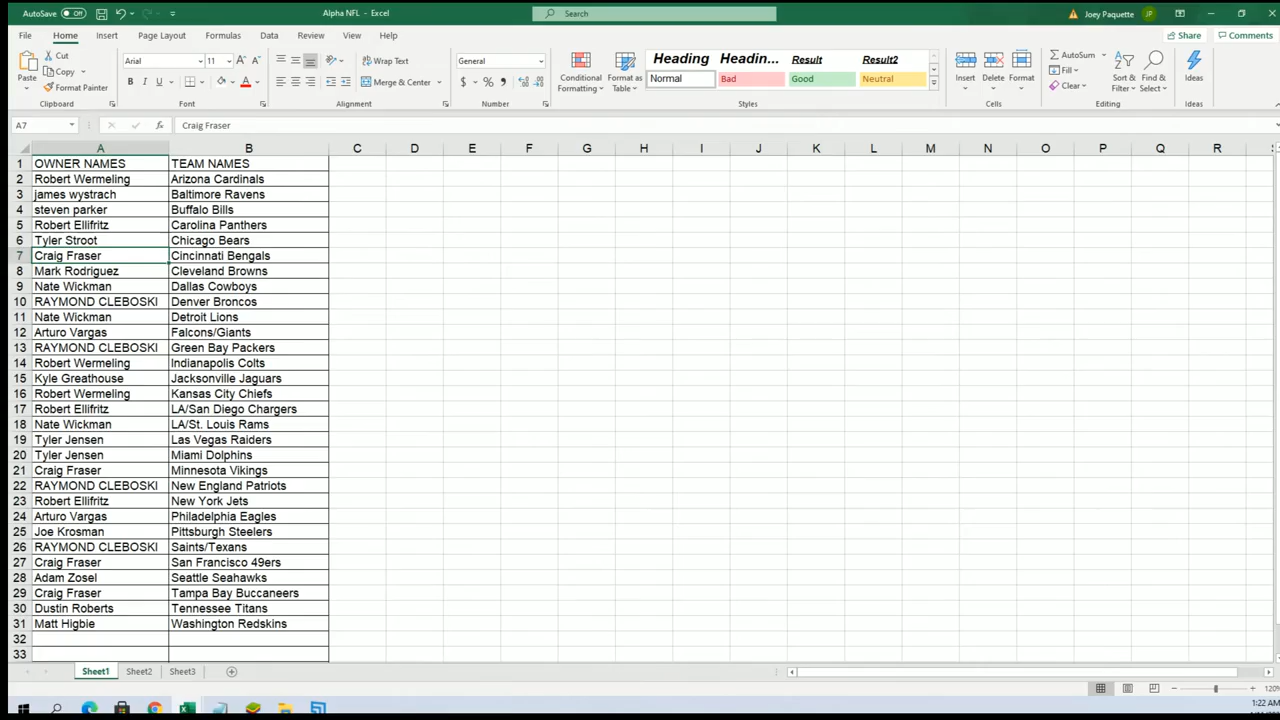 AutoSave Off Alpha NFL - Excel Search Joey Paquette JP
File Home Insert Page Layout Formulas Data Review View Help Share Comments
Cut Arial 11 Wrap Text General Heading Headin... Result Result2 AutoSum
Copy Fill
Paste Format Painter B I U A Merge & Center $ % Conditional Formatting Format as Table Normal Bad Good Neutral Insert Delete Format Clear Sort & Filter Find & Select Ideas
Clipboard Font Alignment Number Styles Cells Editing Ideas
A7 fx Craig Fraser
A B C D E F G H I J K L M N O P Q R
1 OWNER NAMES TEAM NAMES
2 Robert Wermeling Arizona Cardinals
3 james wystrach Baltimore Ravens
4 steven parker Buffalo Bills
5 Robert Ellifritz Carolina Panthers
6 Tyler Stroot Chicago Bears
7 Craig Fraser Cincinnati Bengals
8 Mark Rodriguez Cleveland Browns
9 Nate Wickman Dallas Cowboys
10 RAYMOND CLEBOSKI Denver Broncos
11 Nate Wickman Detroit Lions
12 Arturo Vargas Falcons/Giants
13 RAYMOND CLEBOSKI Green Bay Packers
14 Robert Wermeling Indianapolis Colts
15 Kyle Greathouse Jacksonville Jaguars
16 Robert Wermeling Kansas City Chiefs
17 Robert Ellifritz LA/San Diego Chargers
18 Nate Wickman LA/St. Louis Rams
19 Tyler Jensen Las Vegas Raiders
20 Tyler Jensen Miami Dolphins
21 Craig Fraser Minnesota Vikings
22 RAYMOND CLEBOSKI New England Patriots
23 Robert Ellifritz New York Jets
24 Arturo Vargas Philadelphia Eagles
25 Joe Krosman Pittsburgh Steelers
26 RAYMOND CLEBOSKI Saints/Texans
27 Craig Fraser San Francisco 49ers
28 Adam Zosel Seattle Seahawks
29 Craig Fraser Tampa Bay Buccaneers
30 Dustin Roberts Tennessee Titans
31 Matt Higbie Washington Redskins
32
33
Sheet1 Sheet2 Sheet3
120%
1:22 AM